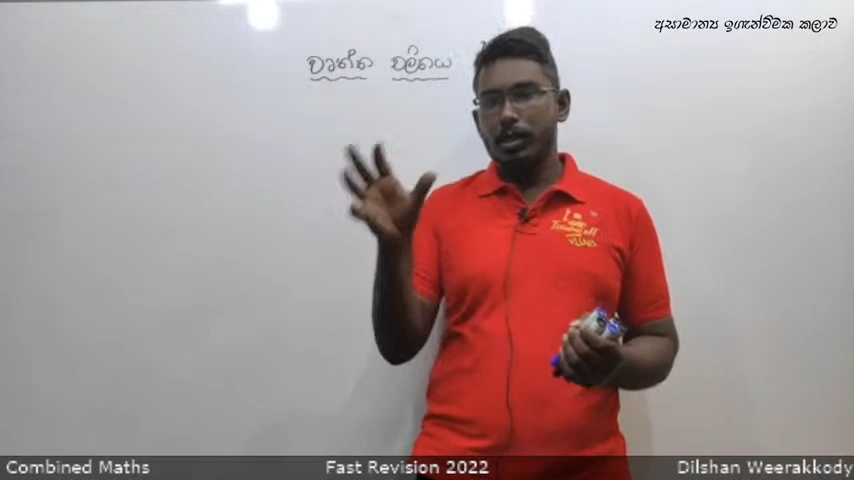 අසාමාන්‍ය ඉගැන්වීමක කලාව
වෘත්ත චලිතය
Combined Maths Fast Revision 2022 Dilshan Weerakkody